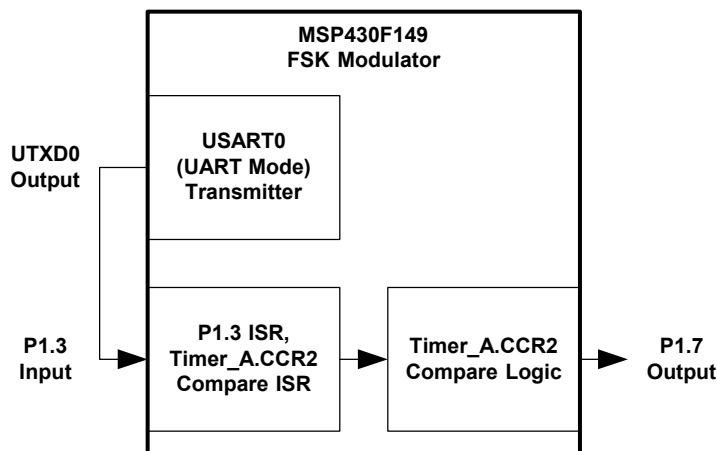 MSP430F149
FSK Modulator
USART0
(UART Mode)
Transmitter
UTXD0
Output
P1.3
Input
P1.3 ISR,
Timer_A.CCR2
Compare ISR
Timer_A.CCR2
Compare Logic
P1.7
Output